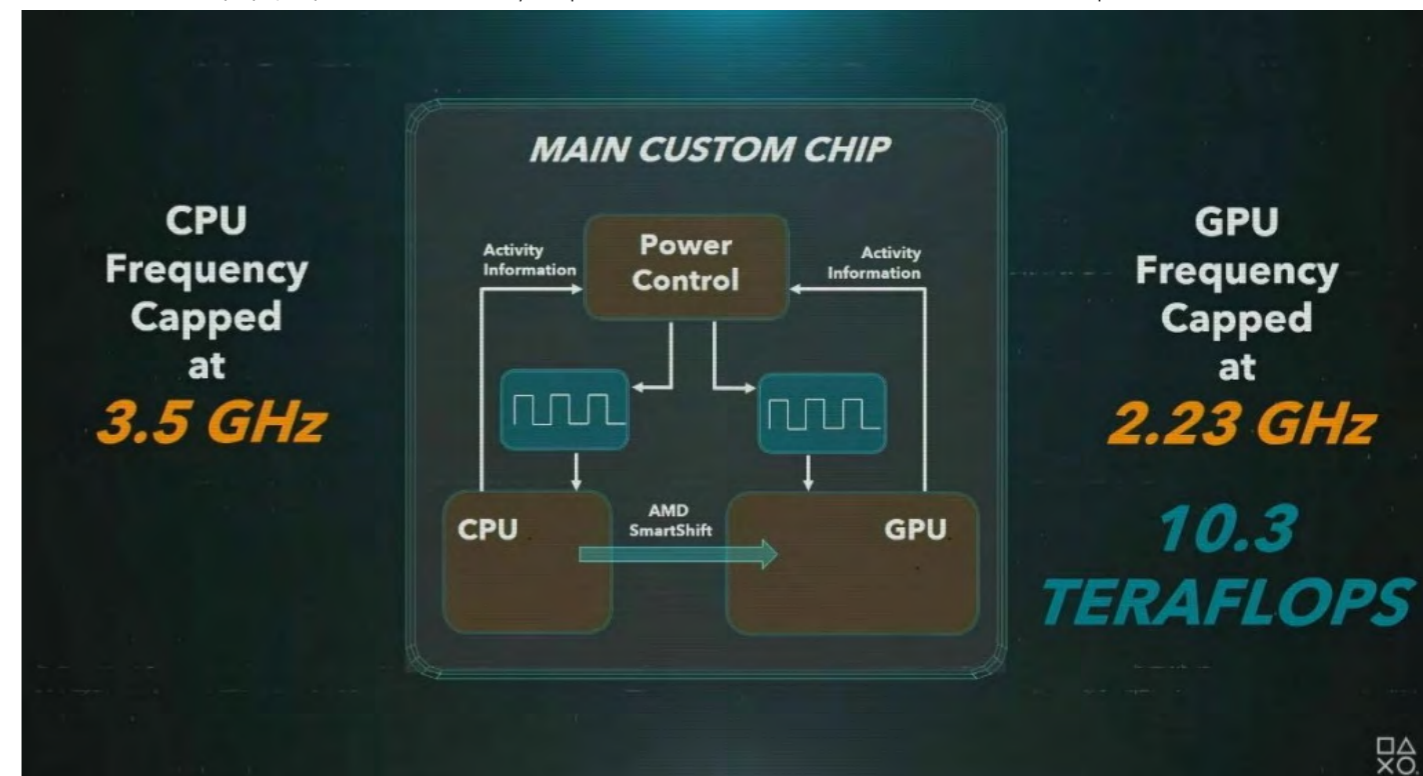 MAIN CUSTOM CHIP
CPU
Frequency
Capped
at
3.5 GHz
Activity
Information
Power
Control
Activity
Information
CPU
AMD
SmartShift
GPU
GPU
Frequency
Capped
at
2.23 GHz
10.3
TERAFLOPS